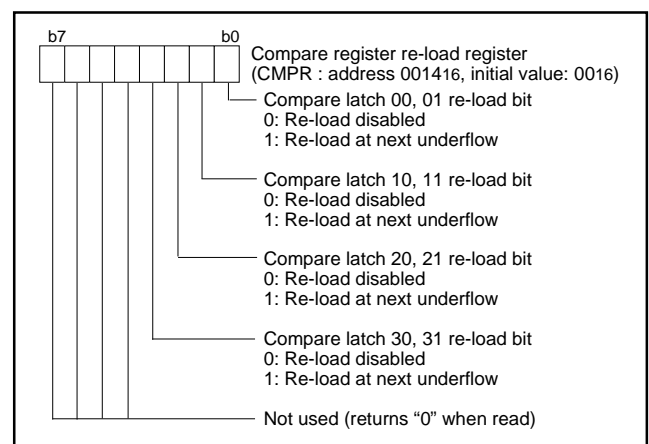 b7 b0
Compare register re-load register
(CMPR : address 001416, initial value: 0016)
Compare latch 00, 01 re-load bit
0: Re-load disabled
1: Re-load at next underflow
Compare latch 10, 11 re-load bit
0: Re-load disabled
1: Re-load at next underflow
Compare latch 20, 21 re-load bit
0: Re-load disabled
1: Re-load at next underflow
Compare latch 30, 31 re-load bit
0: Re-load disabled
1: Re-load at next underflow
Not used (returns “0” when read)